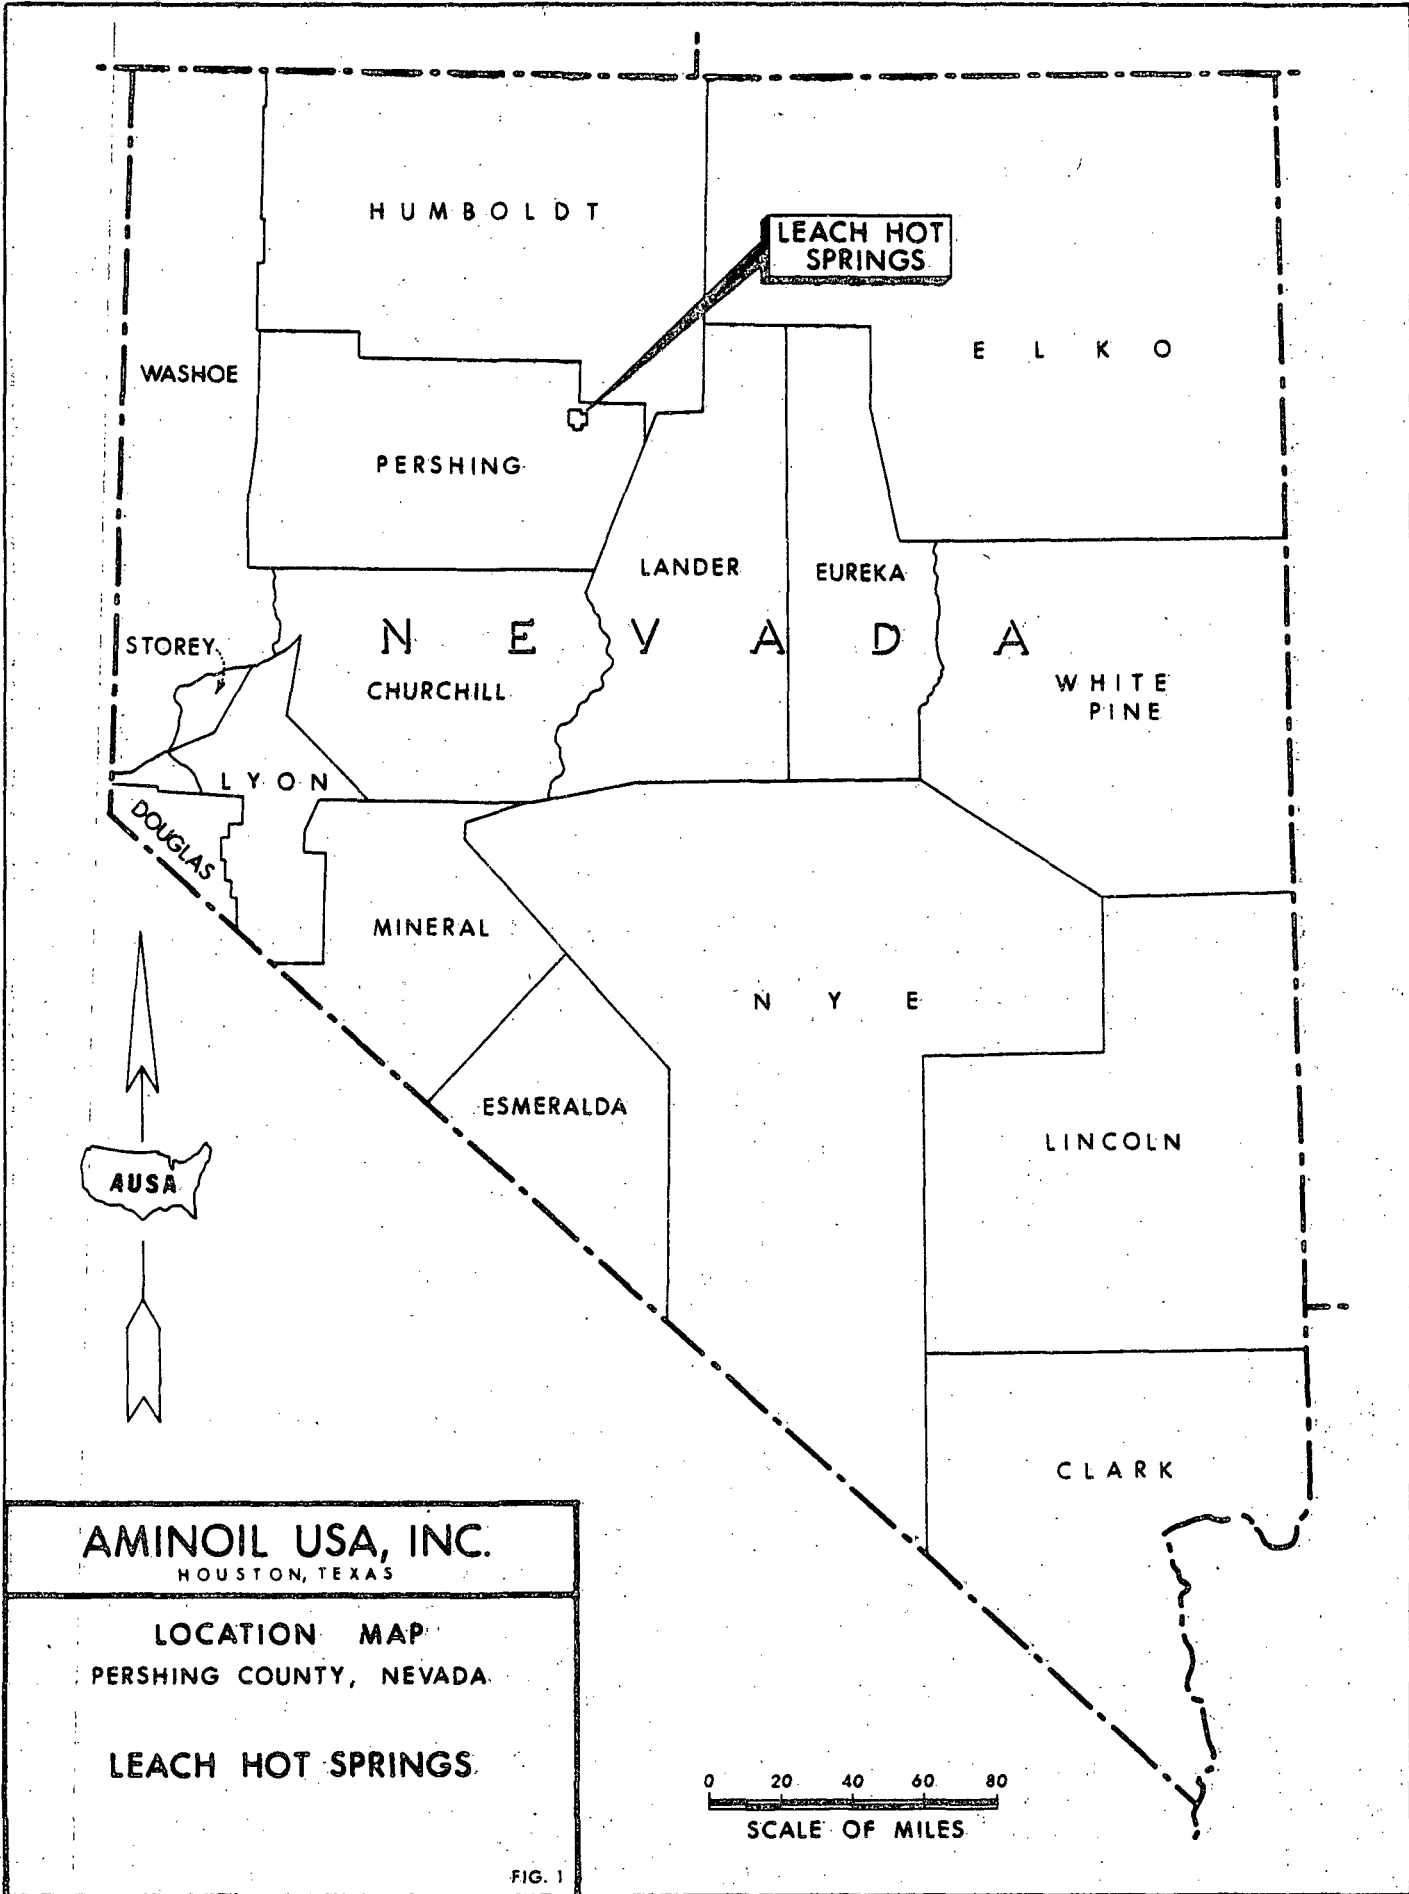 HUMBOLDT
LEACH HOT
SPRINGS
ELKO
WASHOE
PERSHING
LANDER
EUREKA
NEVADA
STOREY
CHURCHILL
WHITE
PINE
LYON
DOUGLAS
MINERAL
NYE
ESMERALDA
LINCOLN
AUSA
CLARK
AMINOIL USA, INC.
HOUSTON, TEXAS
LOCATION MAP
PERSHING COUNTY, NEVADA
LEACH HOT SPRINGS
FIG. 1
0 20 40 60 80
SCALE OF MILES